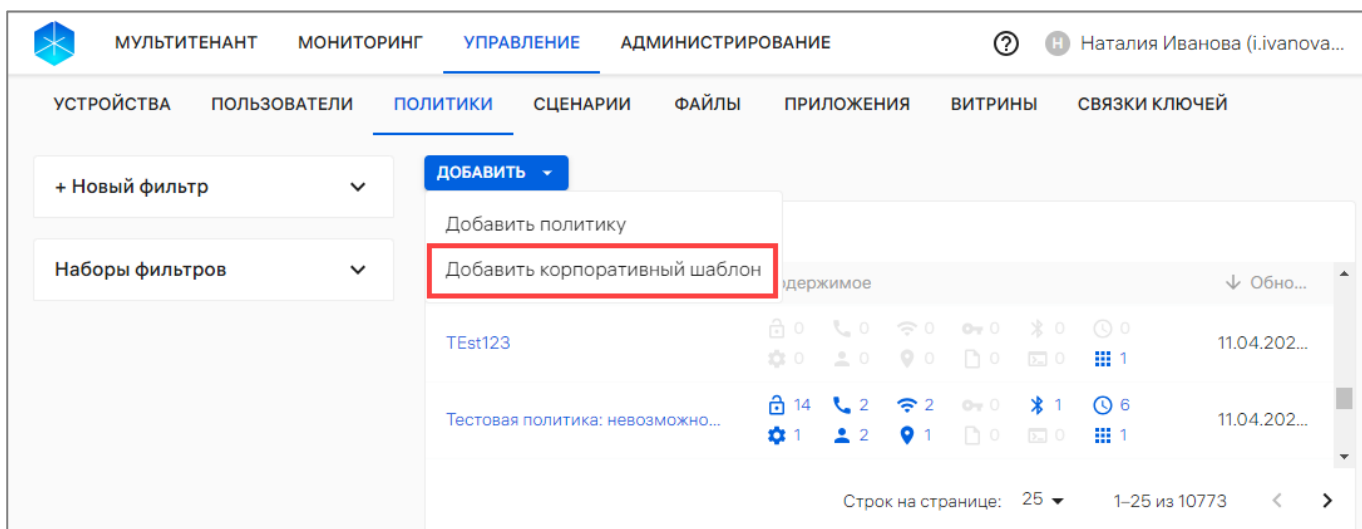 МУЛЬТИТЕНАНТ МОНИТОРИНГ УПРАВЛЕНИЕ АДМИНИСТРИРОВАНИЕ ? Н Наталия Иванова (i.ivanova...
УСТРОЙСТВА ПОЛЬЗОВАТЕЛИ ПОЛИТИКИ СЦЕНАРИИ ФАЙЛЫ ПРИЛОЖЕНИЯ ВИТРИНЫ СВЯЗКИ КЛЮЧЕЙ
+ Новый фильтр
ДОБАВИТЬ
Добавить политику
Наборы фильтров
Добавить корпоративный шаблон
одержимое Обно...
TEst123
0 0 0 0 0 0
0 0 0 0 0 1
11.04.202...
Тестовая политика: невозможно...
14 2 2 0 1 6
1 2 1 0 0 1
11.04.202...
Строк на странице: 25 1–25 из 10773